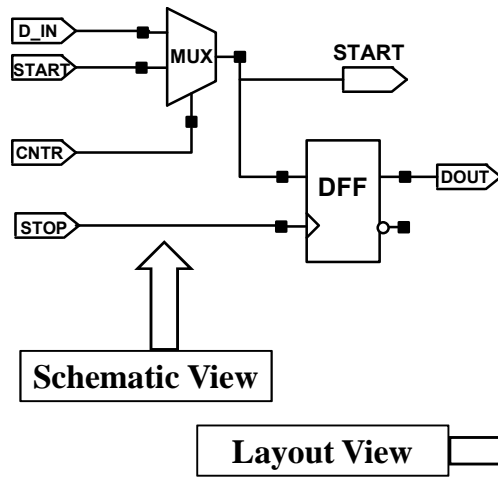 D_IN
START
CNTR
STOP
MUX
START
DFF
DOUT
Schematic View
Layout View